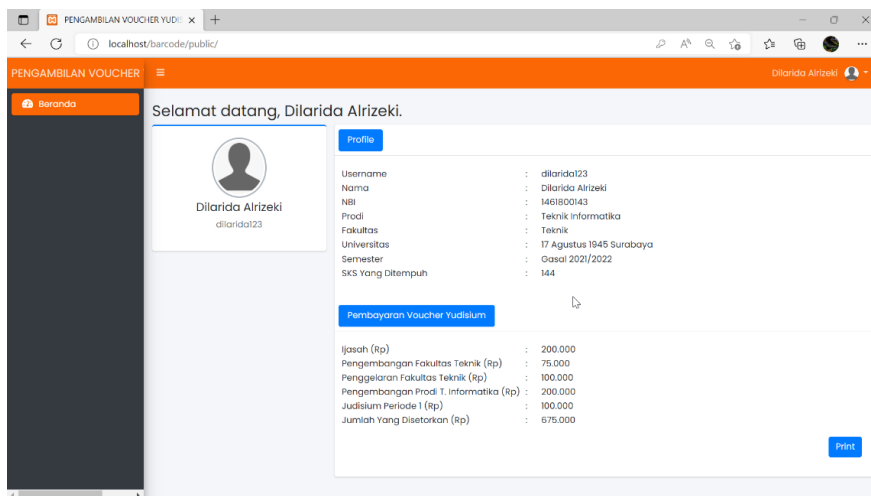 PENGAMBILAN VOUCHER YUDIS
localhost/barcode/public/
PENGAMBILAN VOUCHER
Dilarida Alrizeki
Beranda
Selamat datang, Dilarida Alrizeki.
Dilarida Alrizeki
dilarida123
Profile
Username : dilarida123
Nama : Dilarida Alrizeki
NBI : 1461800143
Prodi : Teknik Informatika
Fakultas : Teknik
Universitas : 17 Agustus 1945 Surabaya
Semester : Gasal 2021/2022
SKS Yang Ditempuh : 144
Pembayaran Voucher Yudisium
Ijasah (Rp) : 200.000
Pengembangan Fakultas Teknik (Rp) : 75.000
Penggelaran Fakultas Teknik (Rp) : 100.000
Pengembangan Prodi T. Informatika (Rp) : 200.000
Judisium Periode 1 (Rp) : 100.000
Jumlah Yang Disetorkan (Rp) : 675.000
Print